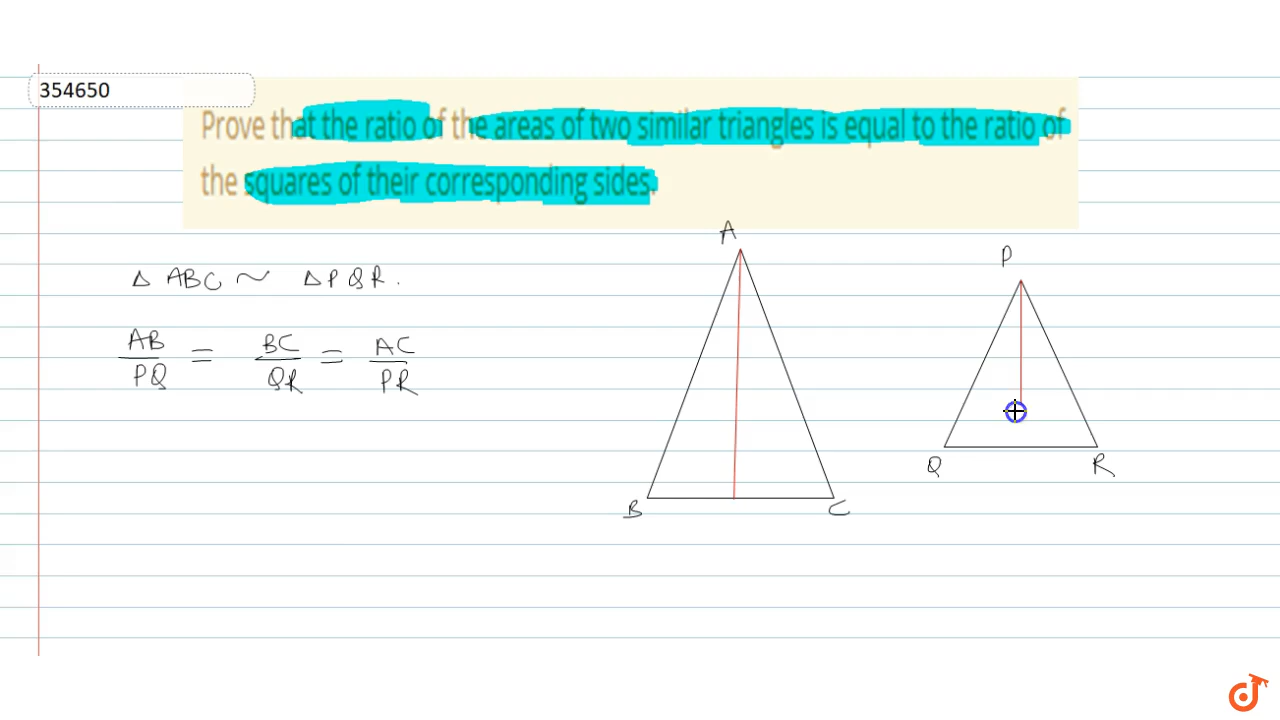 354650
Prove that the ratio of the areas of two similar triangles is equal to the ratio of
the squares of their corresponding sides.
A
P
Δ ABC ~ Δ PQR.
AB/PQ = BC/QR = AC/PR
Q R
B C